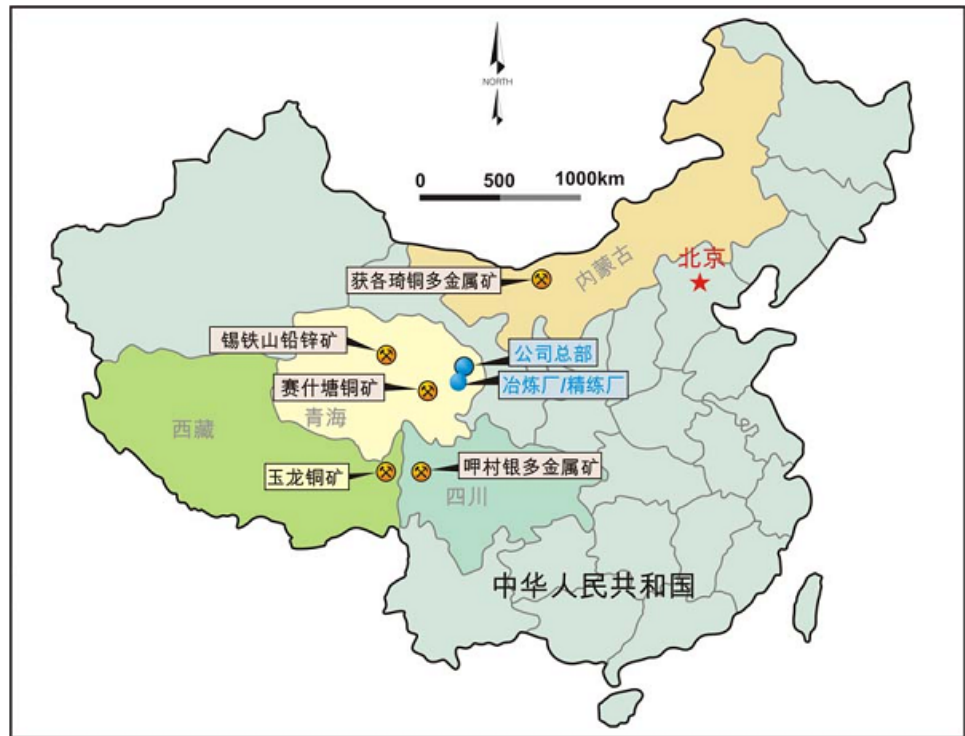 NORTH
0 500 1000km
北京
内蒙古
获各琦铜多金属矿
锡铁山铅锌矿
公司总部
赛什塘铜矿
冶炼厂/精练厂
青海
西藏
玉龙铜矿
呷村银多金属矿
四川
中华人民共和国